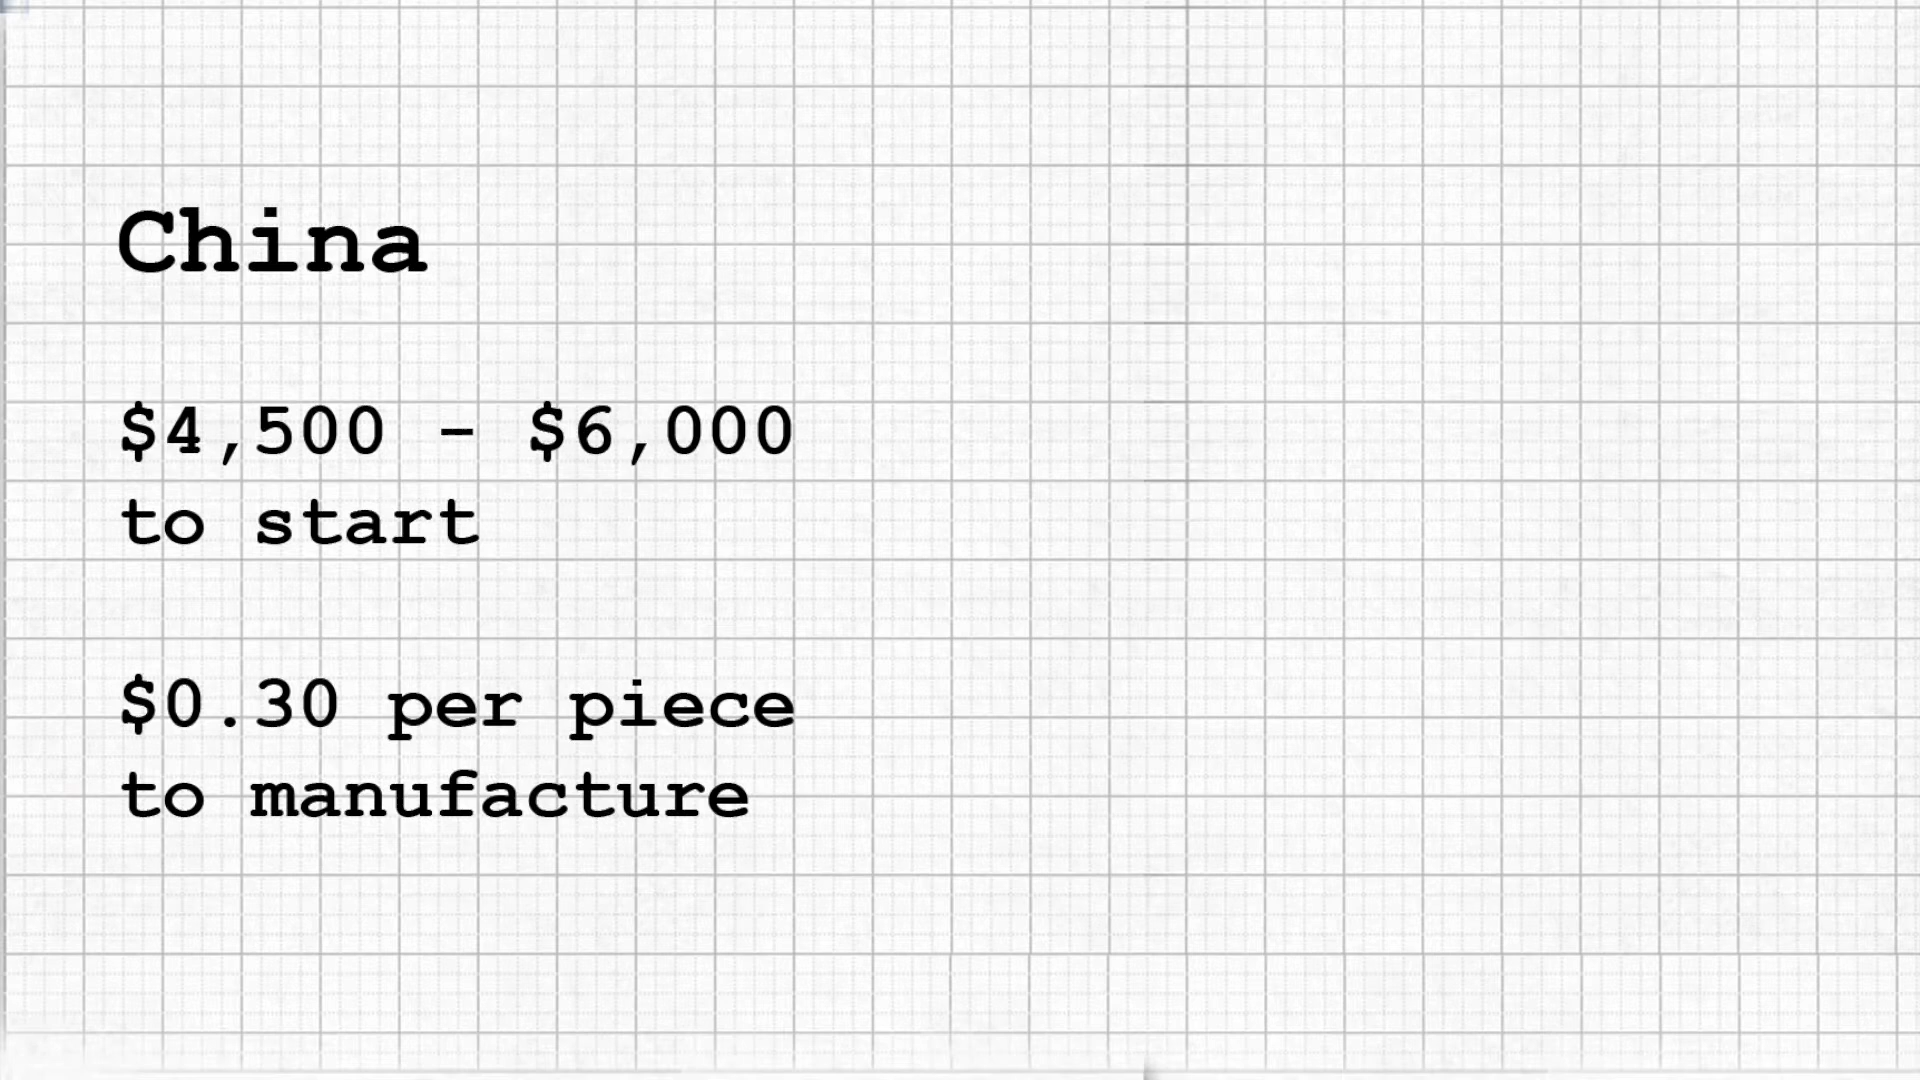 China
$4,500 - $6,000
to start
$0.30 per piece
to manufacture